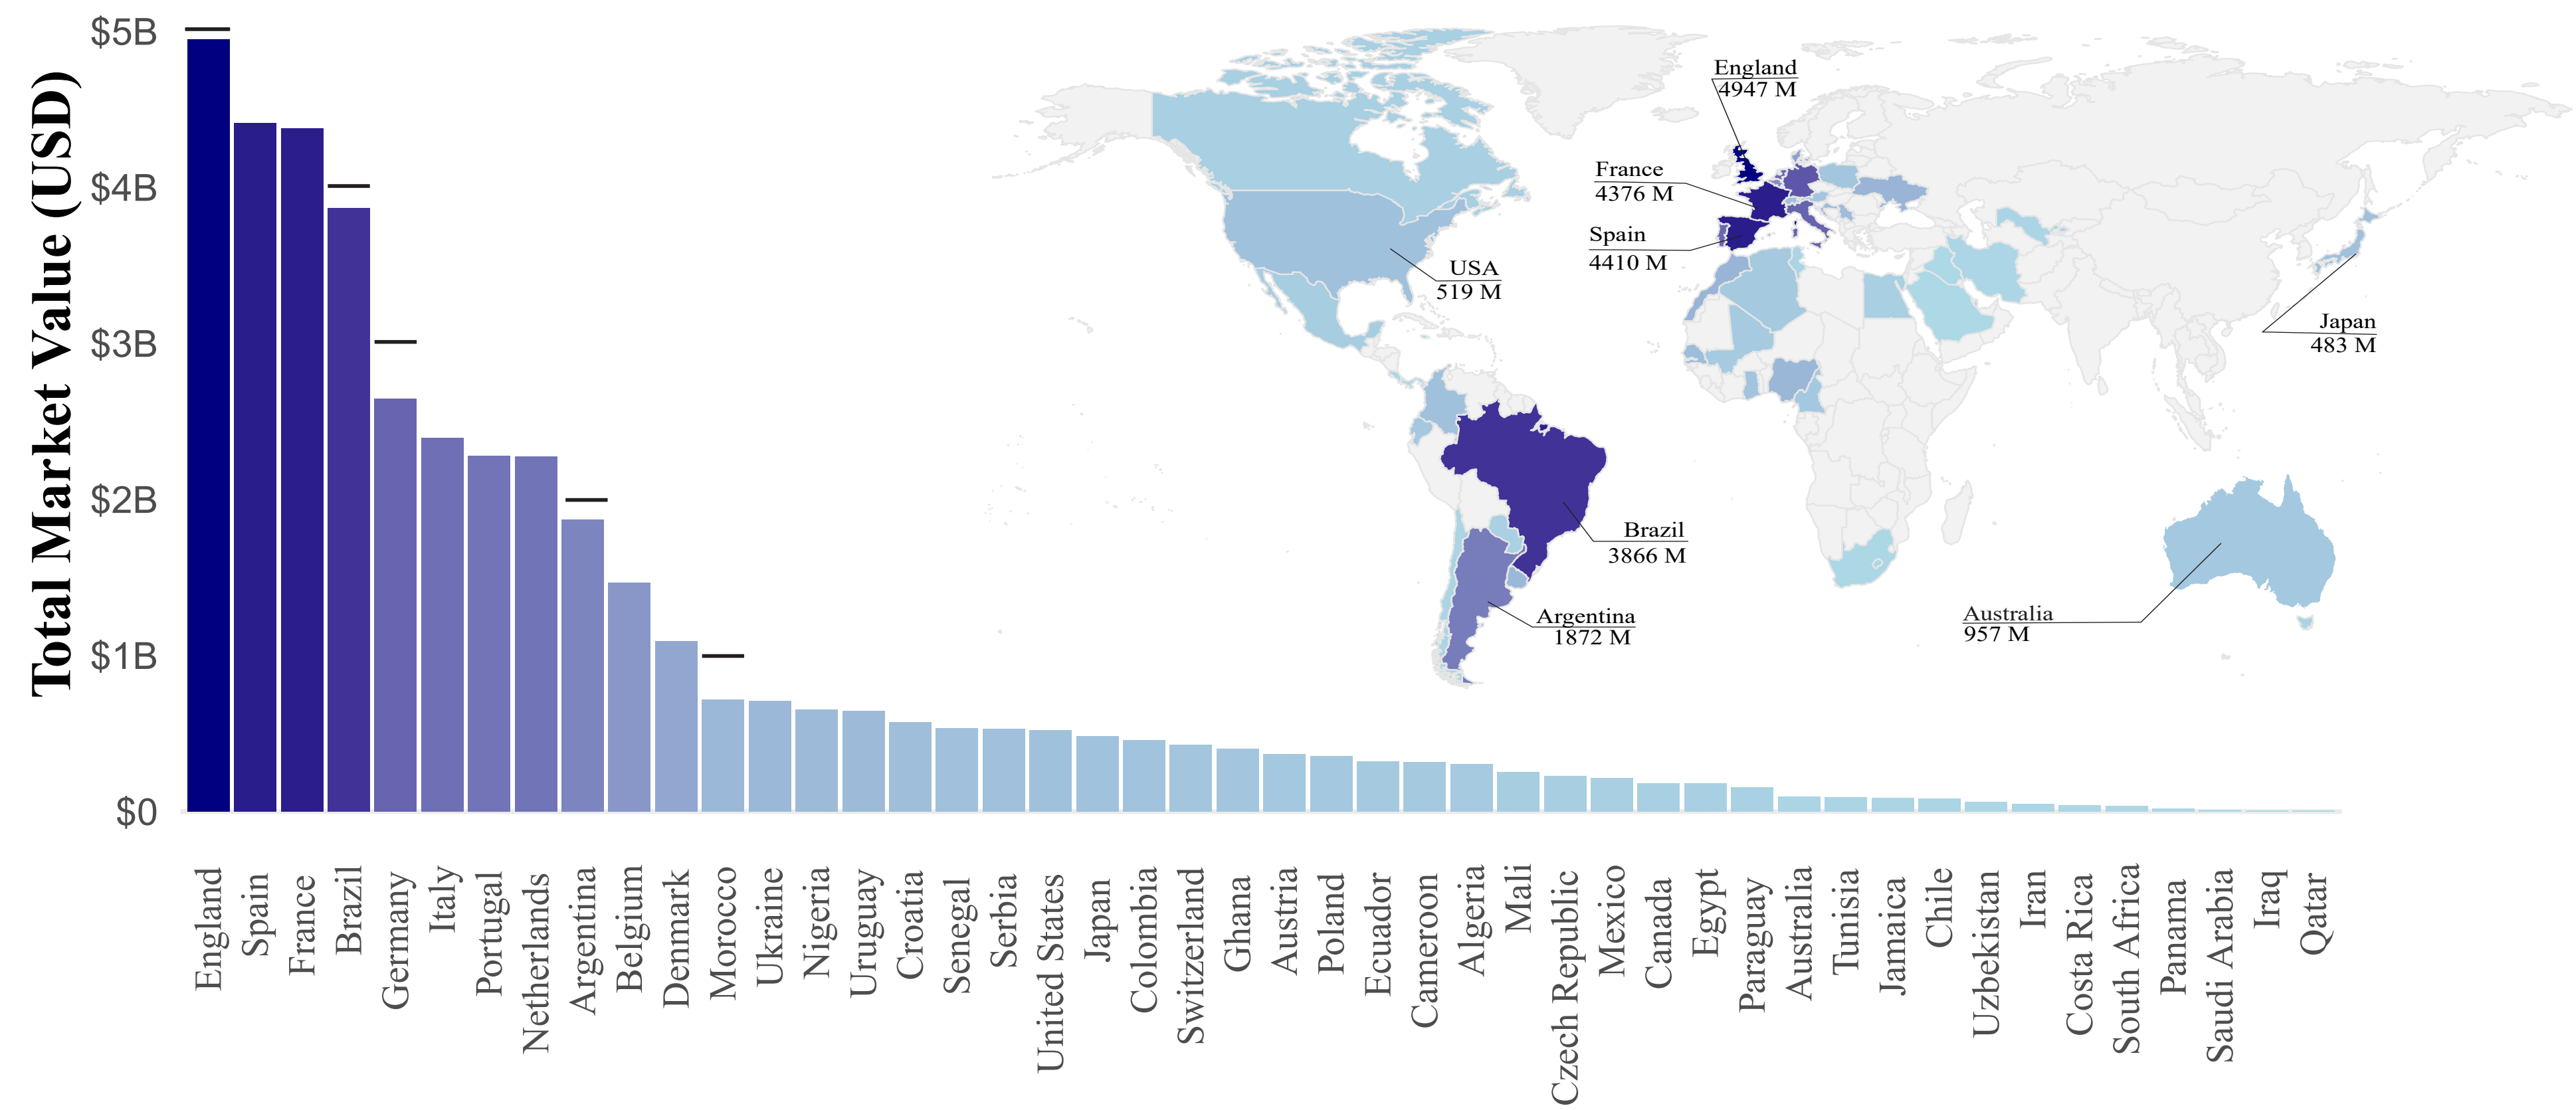 Total Market Value (USD)
$5B
$4B
$3B
$2B
$1B
$0
England
4947 M
France
4376 M
Spain
4410 M
USA
519 M
Japan
483 M
Brazil
3866 M
Argentina
1872 M
Australia
957 M
England
Spain
France
Brazil
Germany
Italy
Portugal
Netherlands
Argentina
Belgium
Denmark
Morocco
Ukraine
Nigeria
Uruguay
Croatia
Senegal
Serbia
United States
Japan
Colombia
Switzerland
Ghana
Austria
Poland
Ecuador
Cameroon
Algeria
Mali
Czech Republic
Mexico
Canada
Egypt
Paraguay
Australia
Tunisia
Jamaica
Chile
Uzbekistan
Iran
Costa Rica
South Africa
Panama
Saudi Arabia
Iraq
Qatar